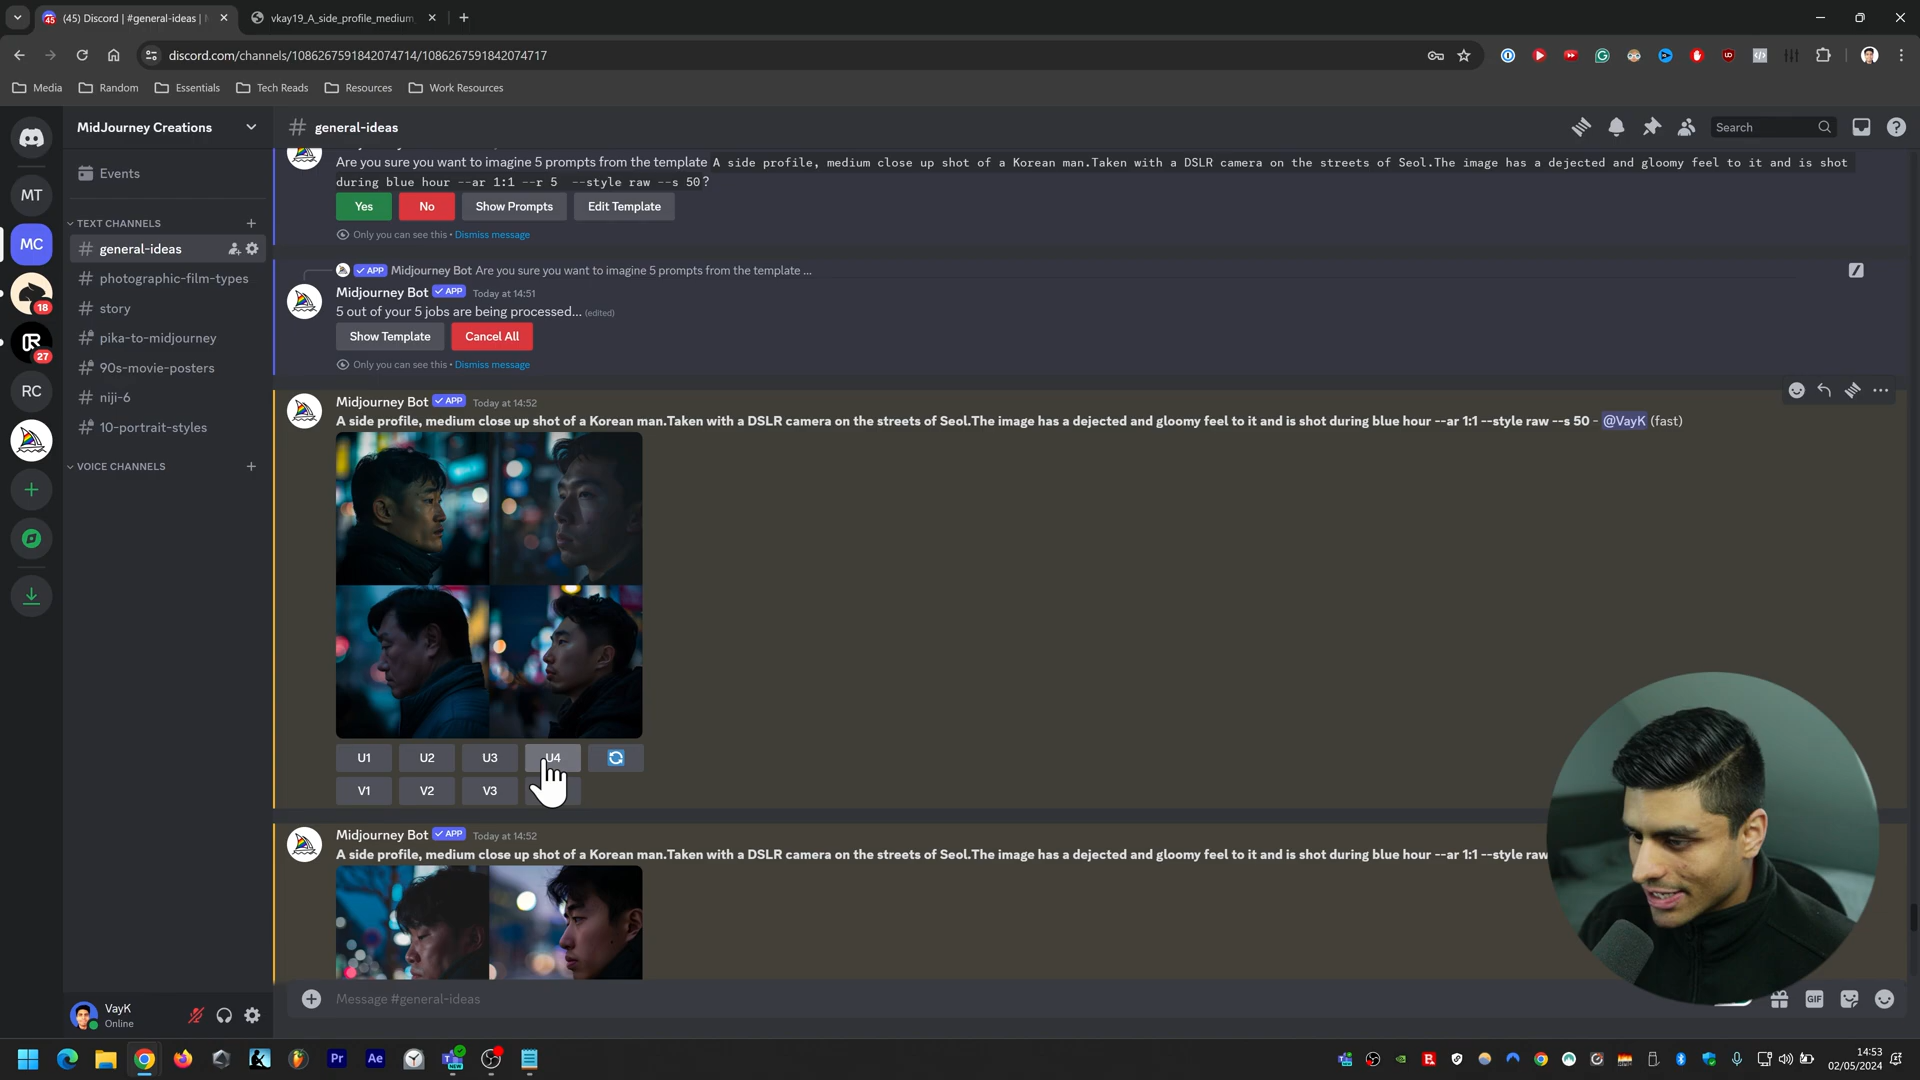 (45) Discord | #general-ideas |
vkay19_A_side_profile_medium
discord.com/channels/1086267591842074714/1086267591842074717
Media
Random
Essentials
Tech Reads
Resources
Work Resources
MidJourney Creations
general-ideas
Search
Events
TEXT CHANNELS
general-ideas
photographic-film-types
story
pika-to-midjourney
90s-movie-posters
niji-6
10-portrait-styles
VOICE CHANNELS
MT
MC
18
27
RC
Are you sure you want to imagine 5 prompts from the template A side profile, medium close up shot of a Korean man.Taken with a DSLR camera on the streets of Seol.The image has a dejected and gloomy feel to it and is shot
during blue hour --ar 1:1 --r 5 --style raw --s 50?
Yes
No
Show Prompts
Edit Template
Only you can see this • Dismiss message
APP Midjourney Bot Are you sure you want to imagine 5 prompts from the template ...
Midjourney Bot APP Today at 14:51
5 out of your 5 jobs are being processed... (edited)
Show Template
Cancel All
Only you can see this • Dismiss message
Midjourney Bot APP Today at 14:52
A side profile, medium close up shot of a Korean man.Taken with a DSLR camera on the streets of Seol.The image has a dejected and gloomy feel to it and is shot during blue hour --ar 1:1 --style raw --s 50 - @VayK (fast)
U1
U2
U3
U4
V1
V2
V3
Midjourney Bot APP Today at 14:52
A side profile, medium close up shot of a Korean man.Taken with a DSLR camera on the streets of Seol.The image has a dejected and gloomy feel to it and is shot during blue hour --ar 1:1 --style raw
Message #general-ideas
GIF
VayK
Online
Pr
Ae
NEW
14:53
02/05/2024